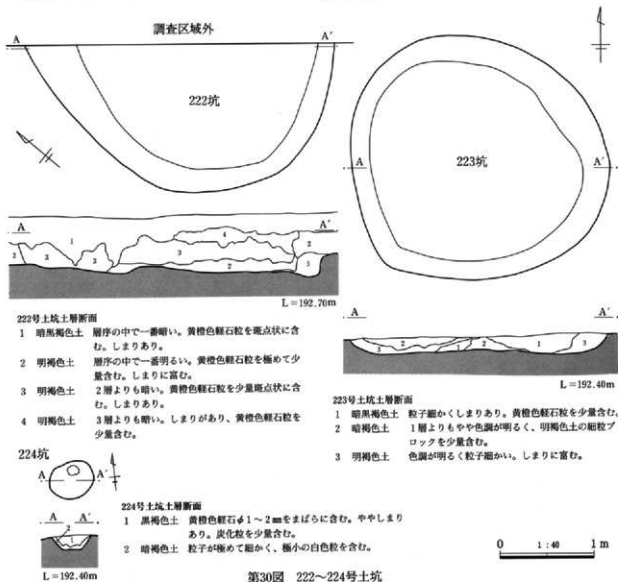 調査区域外
A
A′
222坑
A
A′
1
4
2
3
2
3
3
2
3
L=192.70m
222号土坑土層断面
1 暗黒褐色土 層序の中で一番暗い。黄橙色軽石粒を斑点状に含
む。しまりあり。
2 明褐色土 層序の中で一番明るい。黄橙色軽石粒を極めて少
量含む。しまりに富む。
3 明褐色土 2層よりも暗い。黄橙色軽石粒を少量斑点状に含
む。しまりあり。
4 明褐色土 3層よりも暗い。しまりがあり、黄橙色軽石粒を
少量含む。
223坑
A
A′
A
A′
2
1
2
1
3
L=192.40m
223号土坑土層断面
1 暗黒褐色土 粒子細かくしまりあり。黄橙色軽石粒を少量含む。
2 暗褐色土 1層よりもやや色調が明るく、明褐色土の細粒ブ
ロックを少量含む。
3 明褐色土 色調が明るく粒子細かい。しまりに富む。
224坑
A
A′
A
A′
2
1
L=192.40m
224号土坑土層断面
1 黒褐色土 黄橙色軽石φ1〜2㎜をまばらに含む。ややしまり
あり。炭化粒を少量含む。
2 暗褐色土 粒子が極めて細かく、極小の白色粒を含む。
0 1:40 1m
第30図 222〜224号土坑